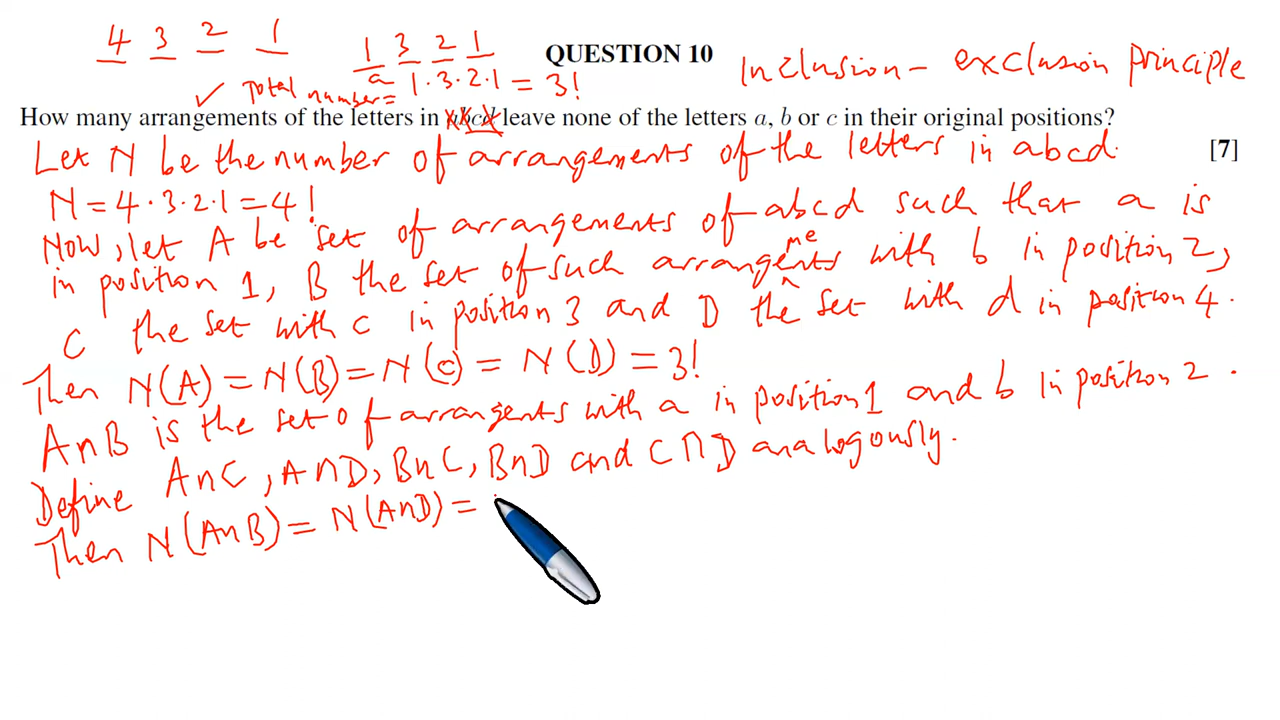 4 3 2 1
1 3 2 1
a
QUESTION 10
Inclusion - exclusion principle
✓ Total number = 1·3·2·1 = 3!
How many arrangements of the letters in abcd leave none of the letters a, b or c in their original positions?
[7]
Let N be the number of arrangements of the letters in abcd.
N = 4·3·2·1 = 4!
Now, let A be set of arrangements of abcd such that a is
in position 1, B the set of such arrangements with b in position 2,
C the set with c in position 3 and D the set with d in position 4.
Then N(A) = N(B) = N(C) = N(D) = 3!
A∩B is the set of arrangents with a in position 1 and b in position 2.
Define A∩C, A∩D, B∩C, B∩D and C∩D analogously.
Then N(A∩B) = N(A∩D) =